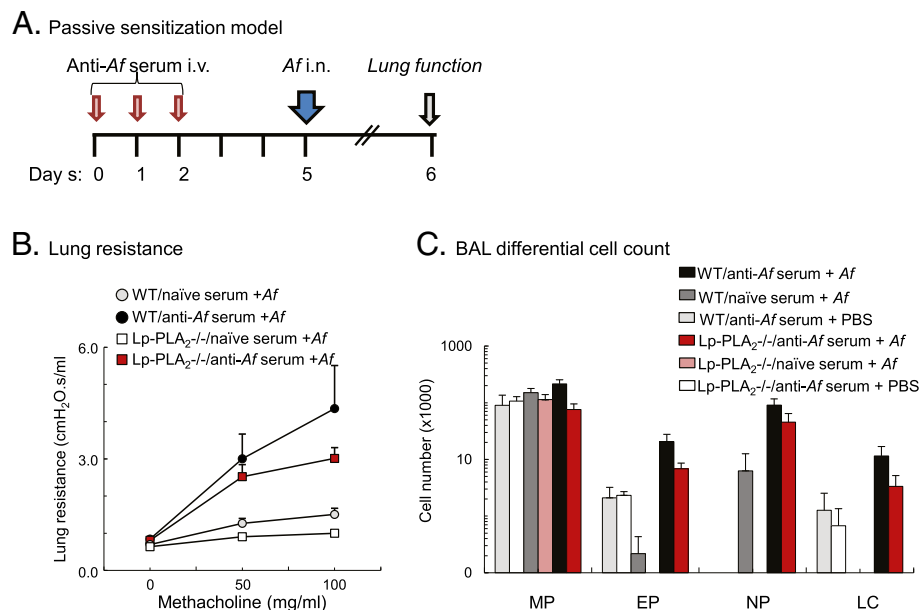 A. Passive sensitization model
Anti-Af serum i.v.
Af i.n.
Lung function
Day s: 0 1 2 5 6
B. Lung resistance
WT/naïve serum +Af
WT/anti-Af serum +Af
Lp-PLA2-/-/naïve serum +Af
Lp-PLA2-/-/anti-Af serum +Af
Lung resistance (cmH2O.s/ml)
6.0
3.0
0.0
0 50 100
Methacholine (mg/ml)
C. BAL differential cell count
WT/anti-Af serum + Af
WT/naïve serum + Af
WT/anti-Af serum + PBS
Lp-PLA2-/-/anti-Af serum + Af
Lp-PLA2-/-/naïve serum + Af
Lp-PLA2-/-/anti-Af serum + PBS
Cell number (x1000)
1000
10
0
MP EP NP LC